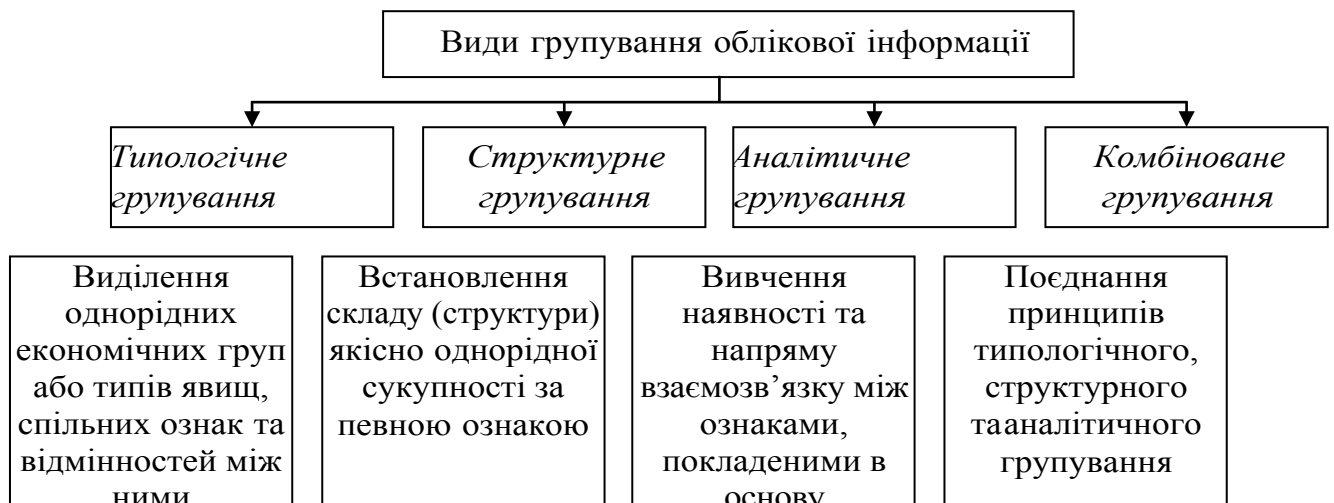 Види групування облікової інформації
Типологічне
групування
Структурне
групування
Аналітичне
групування
Комбіноване
групування
Виділення
однорідних
економічних груп
або типів явищ,
спільних ознак та
відмінностей між
ними
Встановлення
складу (структури)
якісно однорідної
сукупності за
певною ознакою
Вивчення
наявності та
напряму
взаємозв’язку між
ознаками,
покладеними в
основу
Поєднання
принципів
типологічного,
структурного
тааналітичного
групування